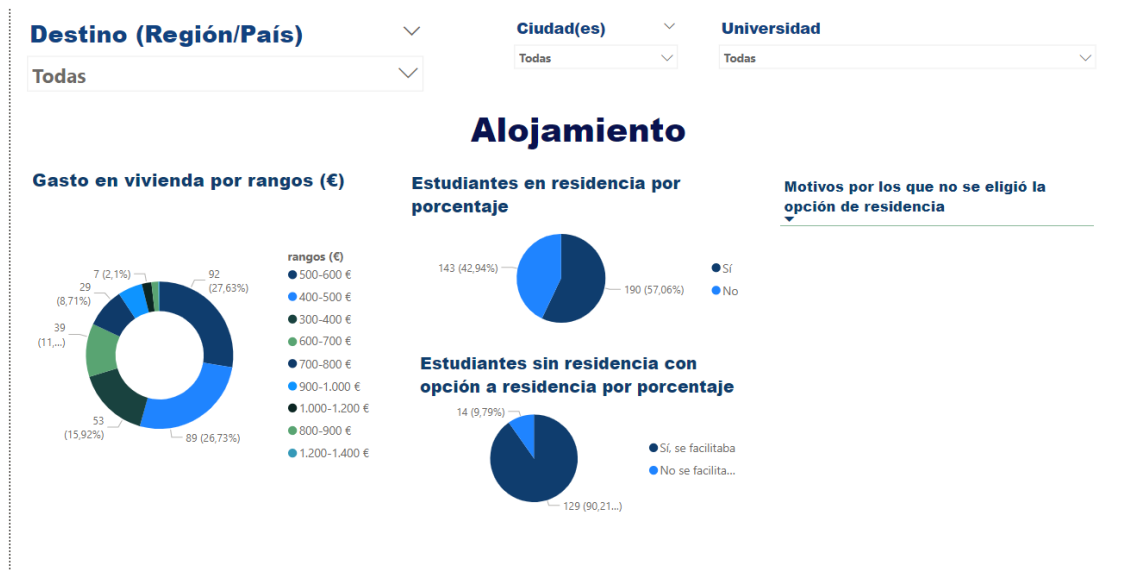 Destino (Región/País)
Todas
Ciudad(es)
Todas
Universidad
Todas
Alojamiento
Gasto en vivienda por rangos (€)
7 (2,1%)
29
(8,71%)
39
(11,...)
53
(15,92%)
92
(27,63%)
89 (26,73%)
rangos (€)
500-600 €
400-500 €
300-400 €
600-700 €
700-800 €
900-1.000 €
1.000-1.200 €
800-900 €
1.200-1.400 €
Estudiantes en residencia por
porcentaje
143 (42,94%)
190 (57,06%)
Sí
No
Estudiantes sin residencia con
opción a residencia por porcentaje
14 (9,79%)
129 (90,21...)
Sí, se facilitaba
No se facilita...
Motivos por los que no se eligió la
opción de residencia